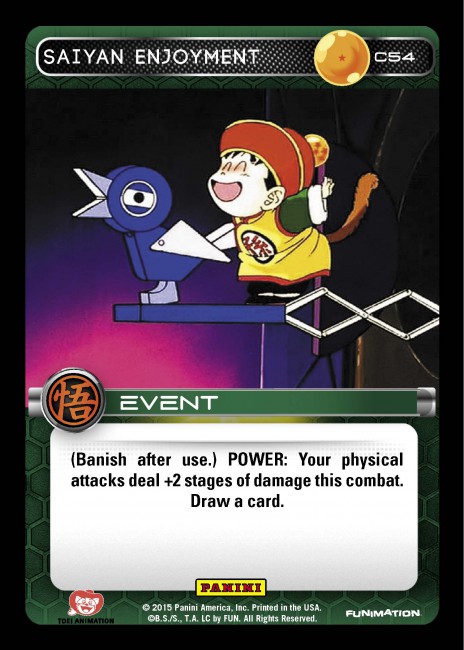 SAIYAN ENJOYMENT C54
悟 EVENT
(Banish after use.) POWER: Your physical
attacks deal +2 stages of damage this combat.
Draw a card.
PANINI
TOEI ANIMATION
© 2015 Panini America, Inc. Printed in the USA.
©B.S./S., T.A. LC by FUN. All Rights Reserved.
FUNIMATION